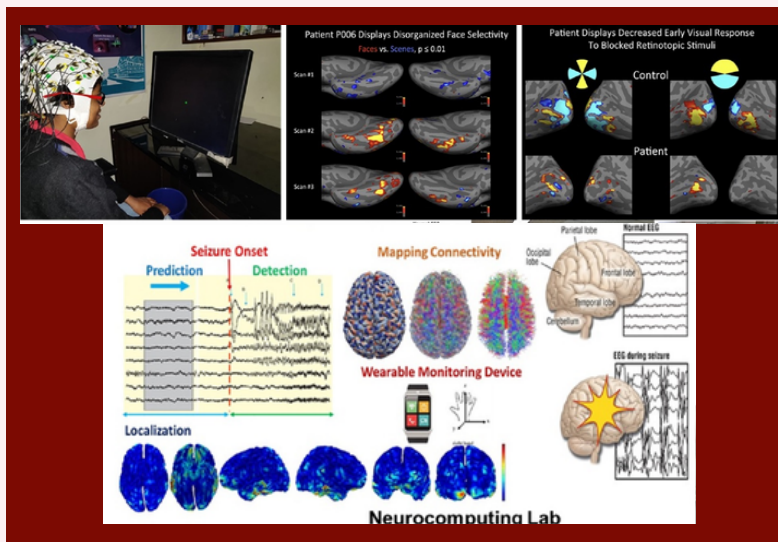 Patient P006 Displays Disorganized Face Selectivity
Faces vs. Scenes, p ≤ 0.01
Scan #1
Scan #2
Scan #3
Patient Displays Decreased Early Visual Response
To Blocked Retinotopic Stimuli
Control
Patient
Seizure Onset
Prediction
Detection
Localization
Mapping Connectivity
Wearable Monitoring Device
Parietal lobe
Occipital
lobe
Frontal lobe
Temporal lobe
Cerebellum
Normal EEG
EEG during seizure
Neurocomputing Lab